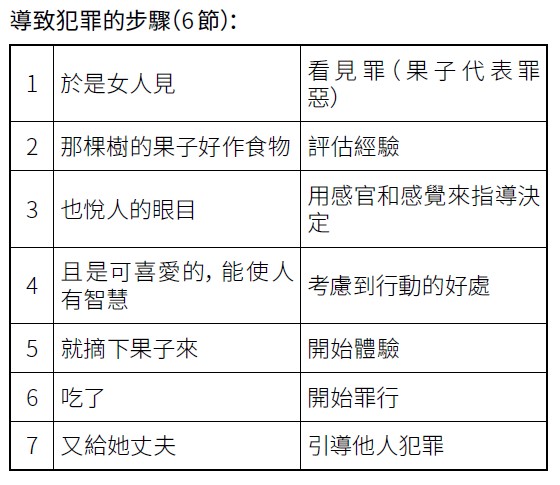 導致犯罪的步驟(6節):
1 於是女人見 看見罪(果子代表罪惡)
2 那棵樹的果子好作食物 評估經驗
3 也悅人的眼目 用感官和感覺來指導決定
4 且是可喜愛的, 能使人有智慧 考慮到行動的好處
5 就摘下果子來 開始體驗
6 吃了 開始罪行
7 又給她丈夫 引導他人犯罪